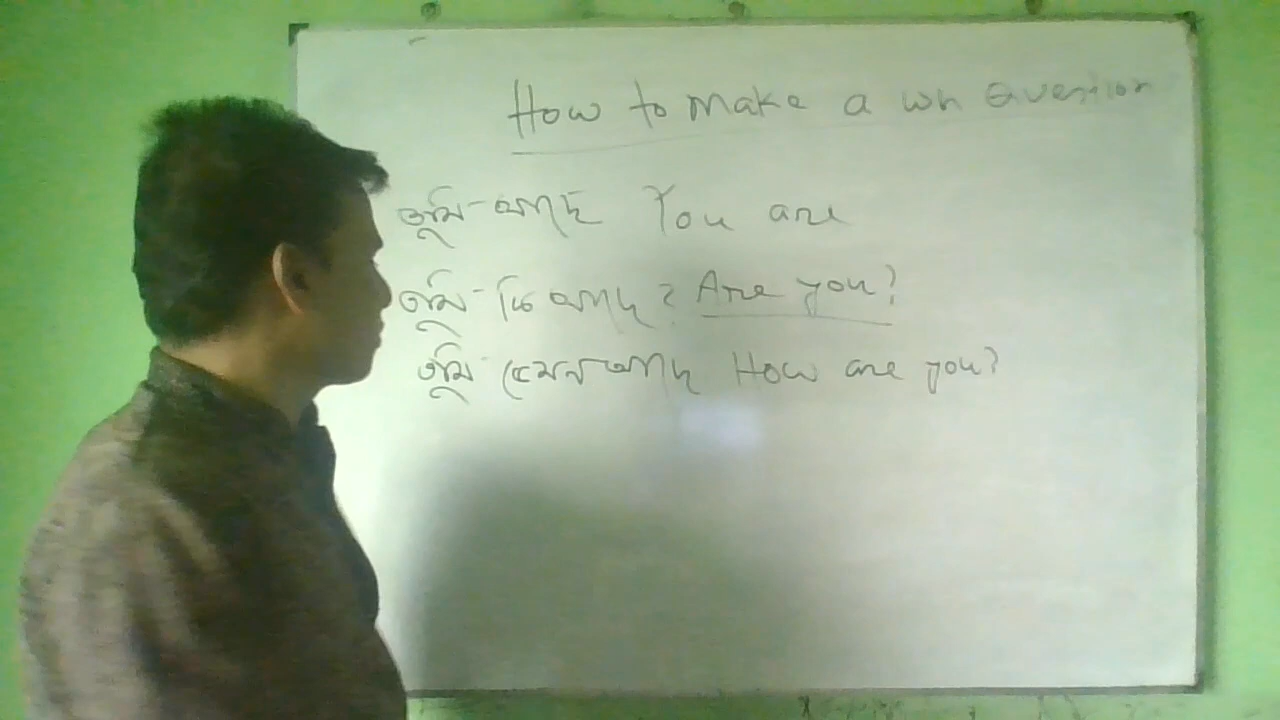 How to make a wh Question
তুমি - আছ You are
তুমি - কি আছ? Are you?
তুমি - কেমন আছ How are you?